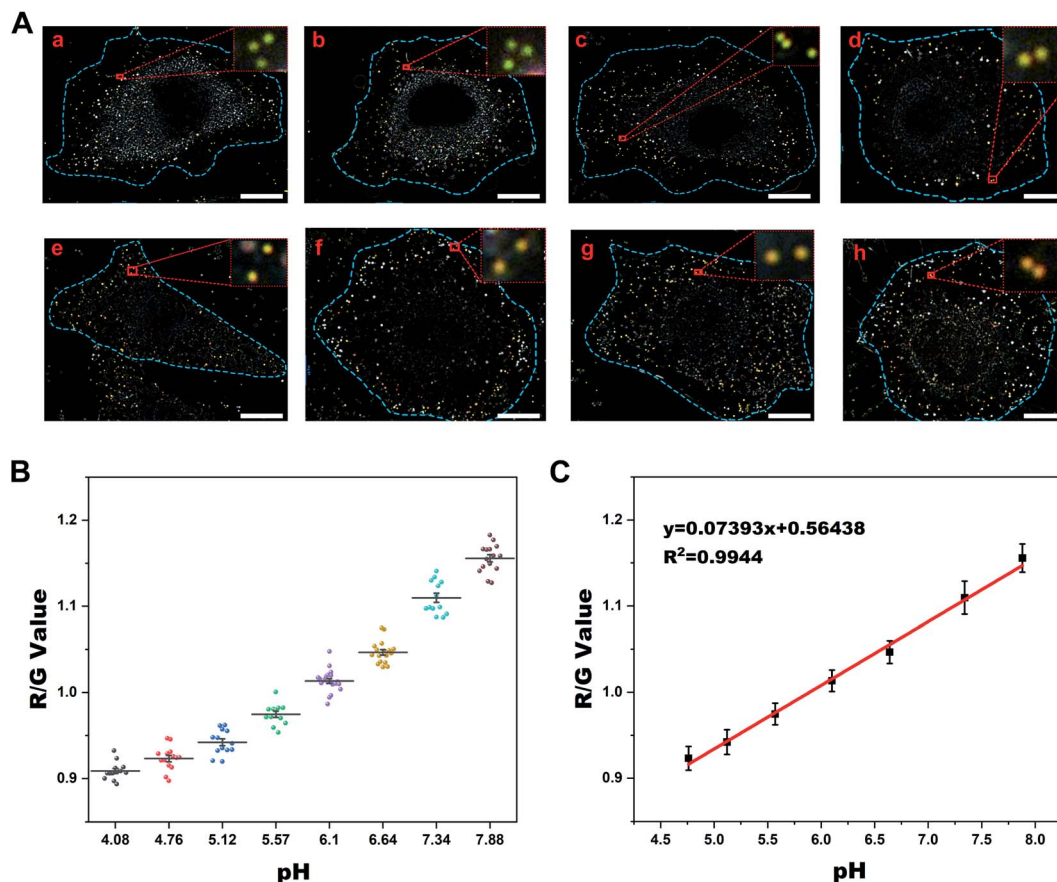 A
a
b
c
d
e
f
g
h
B
R/G Value
1.2
1.1
1.0
0.9
4.08 4.76 5.12 5.57 6.1 6.64 7.34 7.88
pH
C
y=0.07393x+0.56438
R²=0.9944
R/G Value
1.2
1.1
1.0
0.9
4.5 5.0 5.5 6.0 6.5 7.0 7.5 8.0
pH